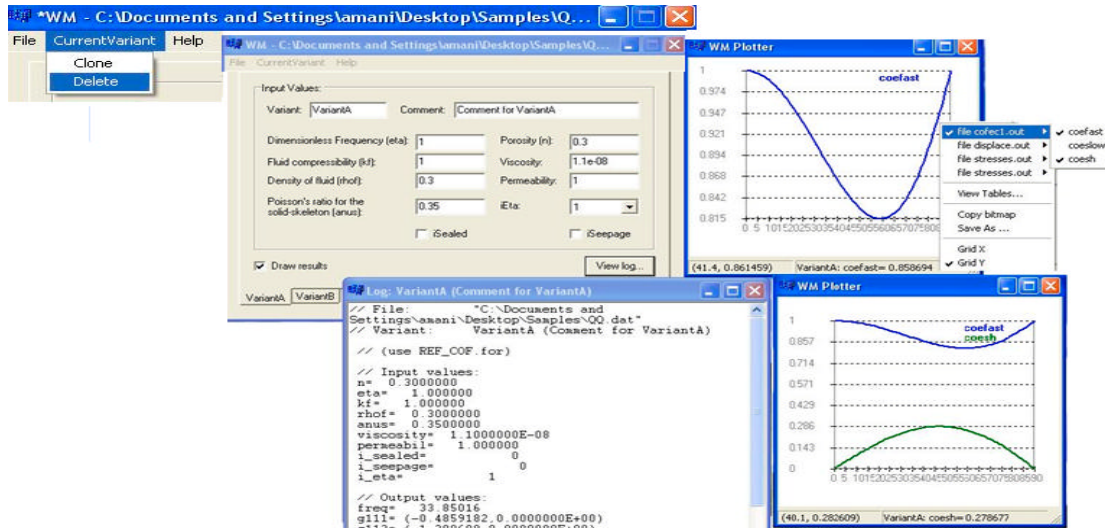 *WM - C:\Documents and Settings\amani\Desktop\Samples\Q...
File CurrentVariant Help
Clone
Delete
WM - C:\Documents and Settings\amani\Desktop\Samples\Q...
File CurrentVariant Help
Input Values:
Variant: VariantA Comment: Comment for VariantA
Dimensionless Frequency (eta): 1 Porosity (n): 0.3
Fluid compressibility (kf): 1 Viscosity: 1.1e-08
Density of fluid (rhof): 0.3 Permeability: 1
Poisson's ratio for the
solid-skeleton (anus): 0.35 iEta: 1
iSealed iSeepage
Draw results View log...
VariantA VariantB
WM Plotter
coefast
1
0.974
0.947
0.921
0.894
0.868
0.842
0.815
(41.4, 0.861459) VariantA: coefast= 0.858694
file cofec1.out
file displace.out
file stresses.out
file stresses.out
View Tables...
Copy bitmap
Save As ...
Grid X
Grid Y
coefast
coeslow
coesh
Log: VariantA (Comment for VariantA)
// File: "C:\Documents and
Settings\amani\Desktop\Samples\QQ.dat"
// Variant: VariantA (Comment for VariantA)
// (use REF_COF.for)
// Input values:
n= 0.3000000
eta= 1.000000
kf= 1.000000
rhof= 0.3000000
anus= 0.3500000
viscosity= 1.1000000E-08
permeabil= 1.000000
i_sealed= 0
i_seepage= 0
i_eta= 1
// Output values:
freq= 33.85016
g111= (-0.4859182,0.0000000E+00)
WM Plotter
coefast
coesh
1
0.857
0.714
0.571
0.429
0.286
0.143
0
0 5 1015202530354045505560657075808590
(40.1, 0.282609) VariantA: coesh= 0.278677